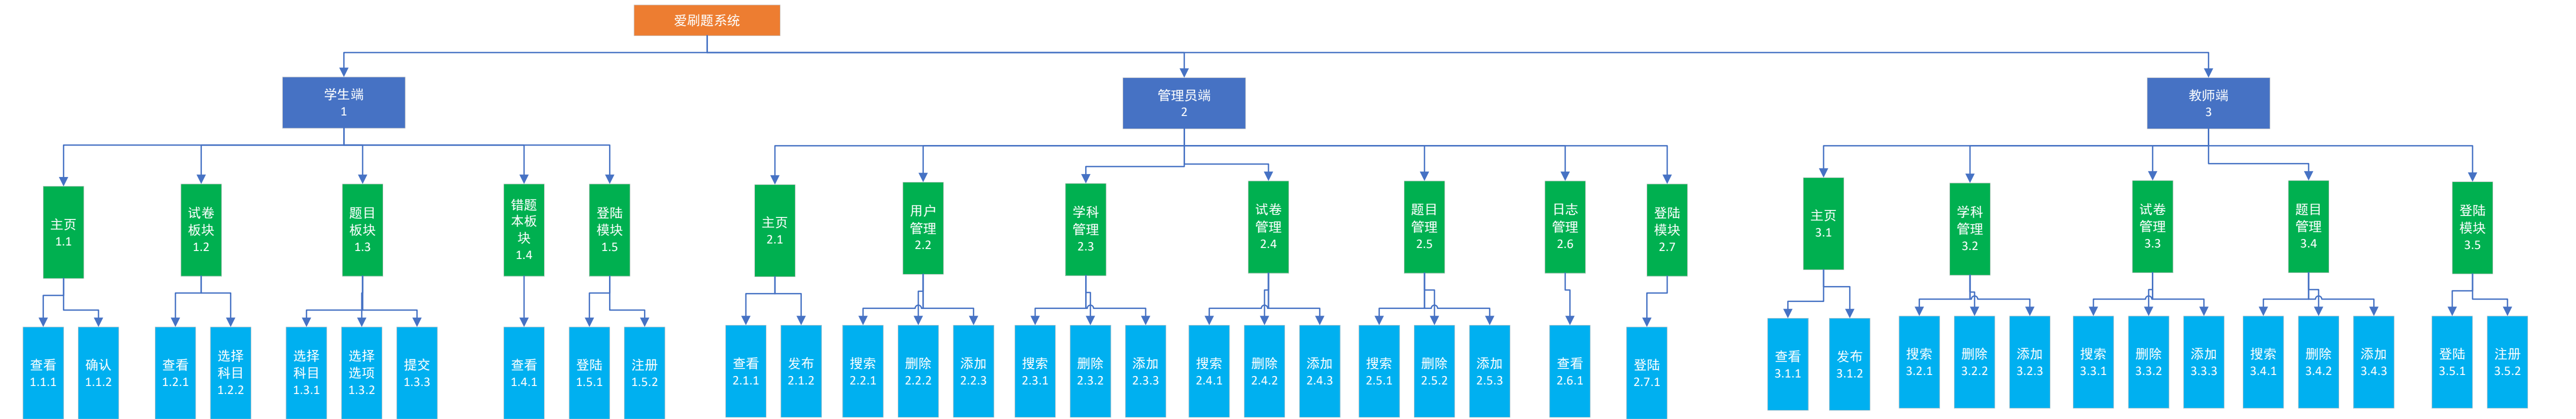 爱刷题系统
学生端
1
管理员端
2
教师端
3
主页
1.1
试卷
板块
1.2
题目
板块
1.3
错题
本板
块
1.4
登陆
模块
1.5
主页
2.1
用户
管理
2.2
学科
管理
2.3
试卷
管理
2.4
题目
管理
2.5
日志
管理
2.6
登陆
模块
2.7
主页
3.1
学科
管理
3.2
试卷
管理
3.3
题目
管理
3.4
登陆
模块
3.5
查看
1.1.1
确认
1.1.2
查看
1.2.1
选择
科目
1.2.2
选择
科目
1.3.1
选择
选项
1.3.2
提交
1.3.3
查看
1.4.1
登陆
1.5.1
注册
1.5.2
查看
2.1.1
发布
2.1.2
搜索
2.2.1
删除
2.2.2
添加
2.2.3
搜索
2.3.1
删除
2.3.2
添加
2.3.3
搜索
2.4.1
删除
2.4.2
添加
2.4.3
搜索
2.5.1
删除
2.5.2
添加
2.5.3
查看
2.6.1
登陆
2.7.1
查看
3.1.1
发布
3.1.2
搜索
3.2.1
删除
3.2.2
添加
3.2.3
搜索
3.3.1
删除
3.3.2
添加
3.3.3
搜索
3.4.1
删除
3.4.2
添加
3.4.3
登陆
3.5.1
注册
3.5.2